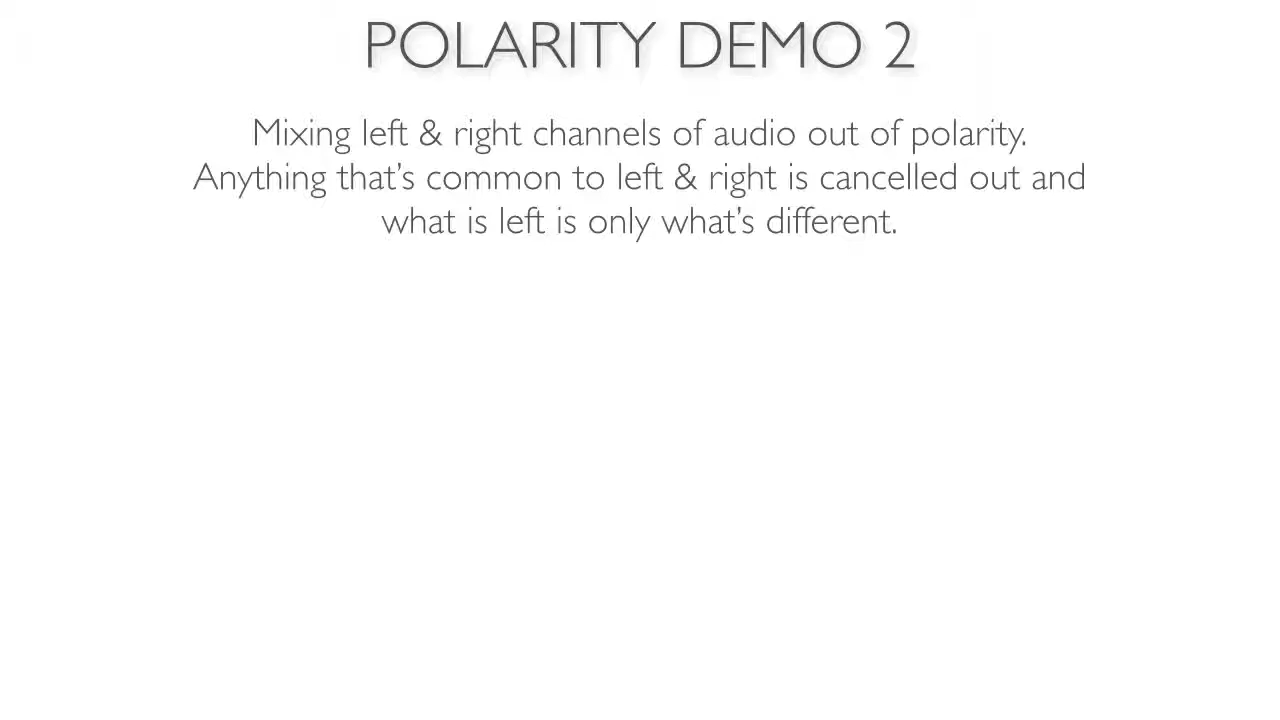 POLARITY DEMO 2
Mixing left & right channels of audio out of polarity.
Anything that's common to left & right is cancelled out and
what is left is only what's different.